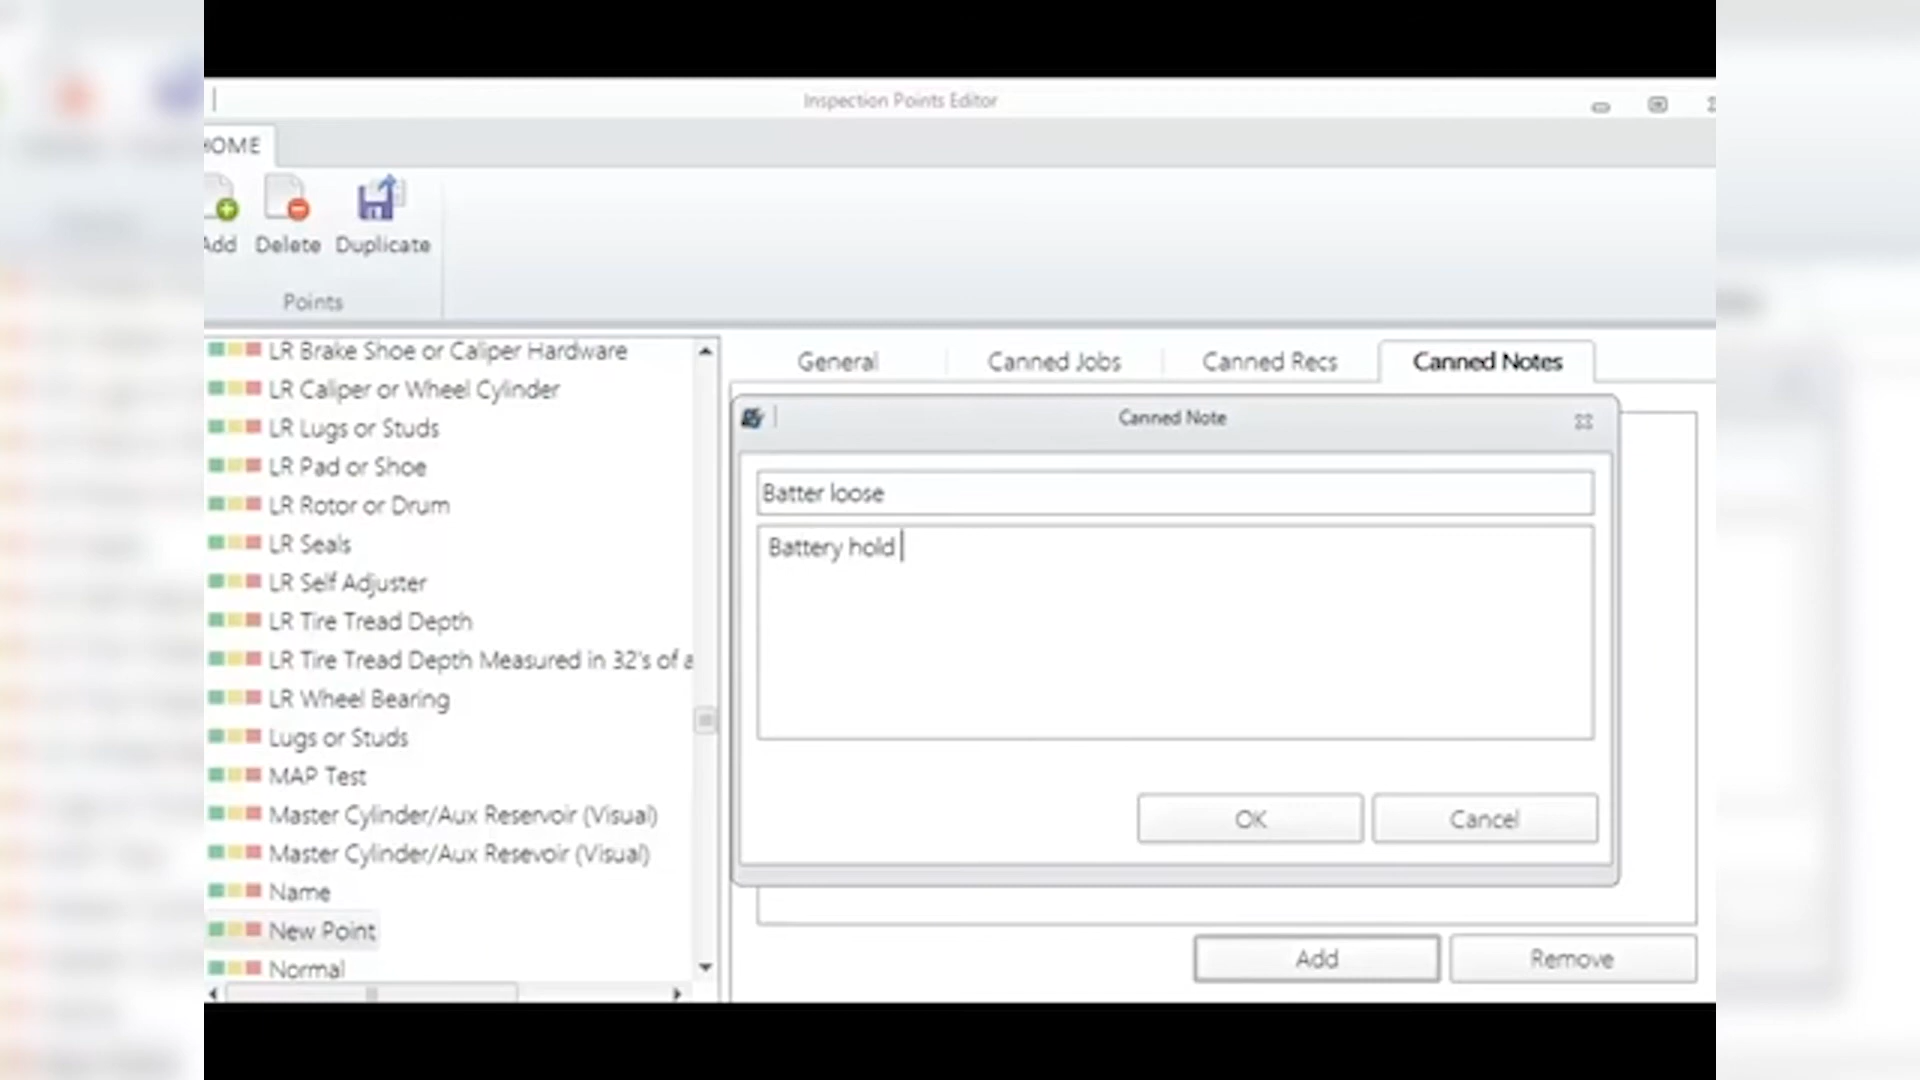 Inspection Points Editor
HOME
Add Delete Duplicate
Points
LR Brake Shoe or Caliper Hardware
LR Caliper or Wheel Cylinder
LR Lugs or Studs
LR Pad or Shoe
LR Rotor or Drum
LR Seals
LR Self Adjuster
LR Tire Tread Depth
LR Tire Tread Depth Measured in 32's of a
LR Wheel Bearing
Lugs or Studs
MAP Test
Master Cylinder/Aux Reservoir (Visual)
Master Cylinder/Aux Resevoir (Visual)
Name
New Point
Normal
General Canned Jobs Canned Recs Canned Notes
Canned Note
Batter loose
Battery hold
OK Cancel
Add Remove